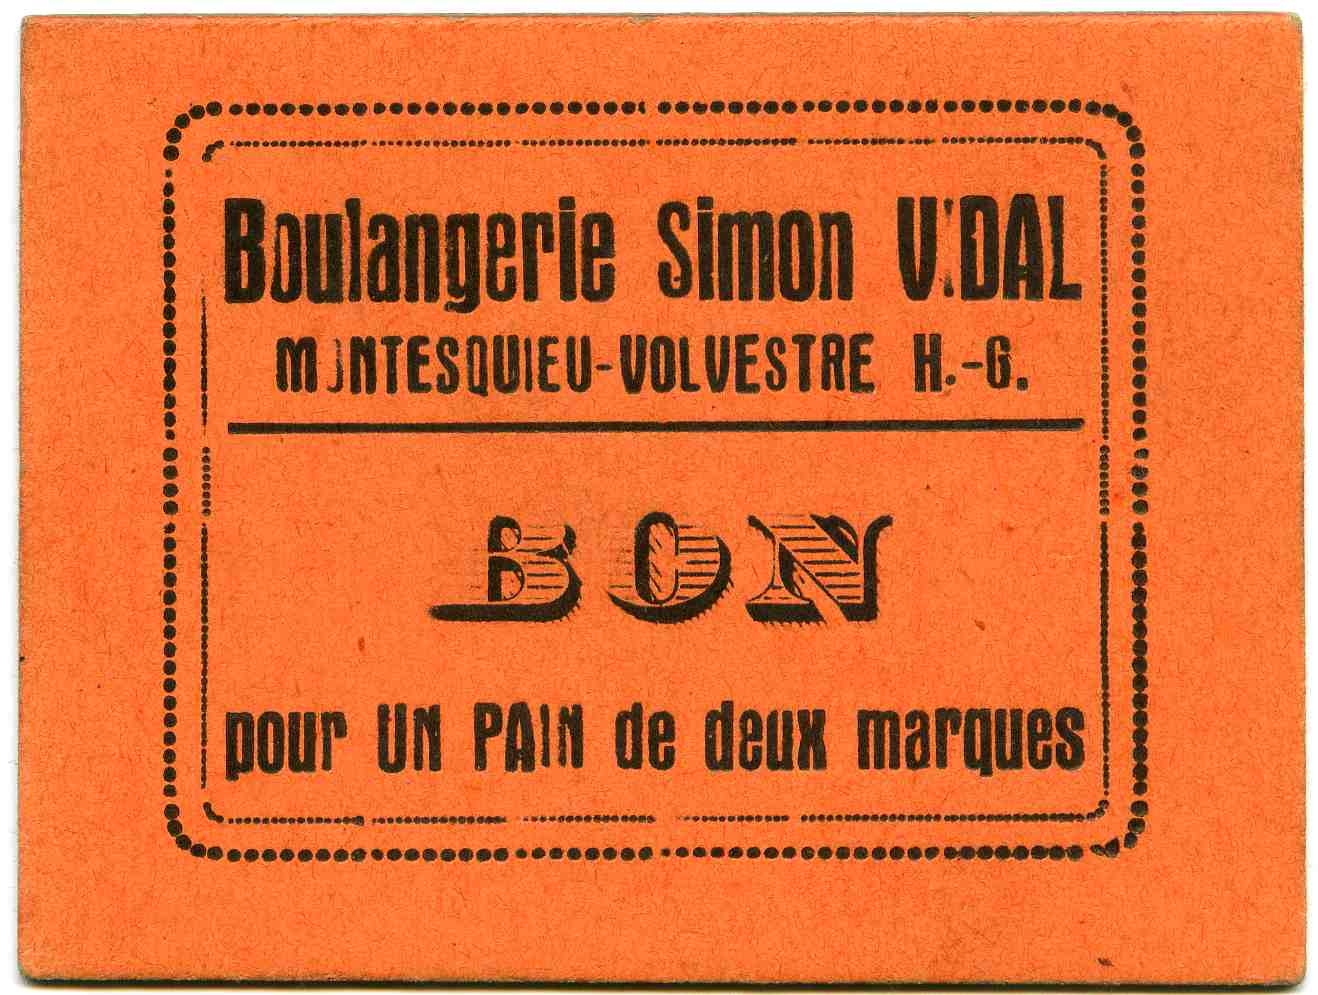 Boulangerie Simon VIDAL
MONTESQUIEU-VOLVESTRE H.-G.
BON
pour UN PAIN de deux marques